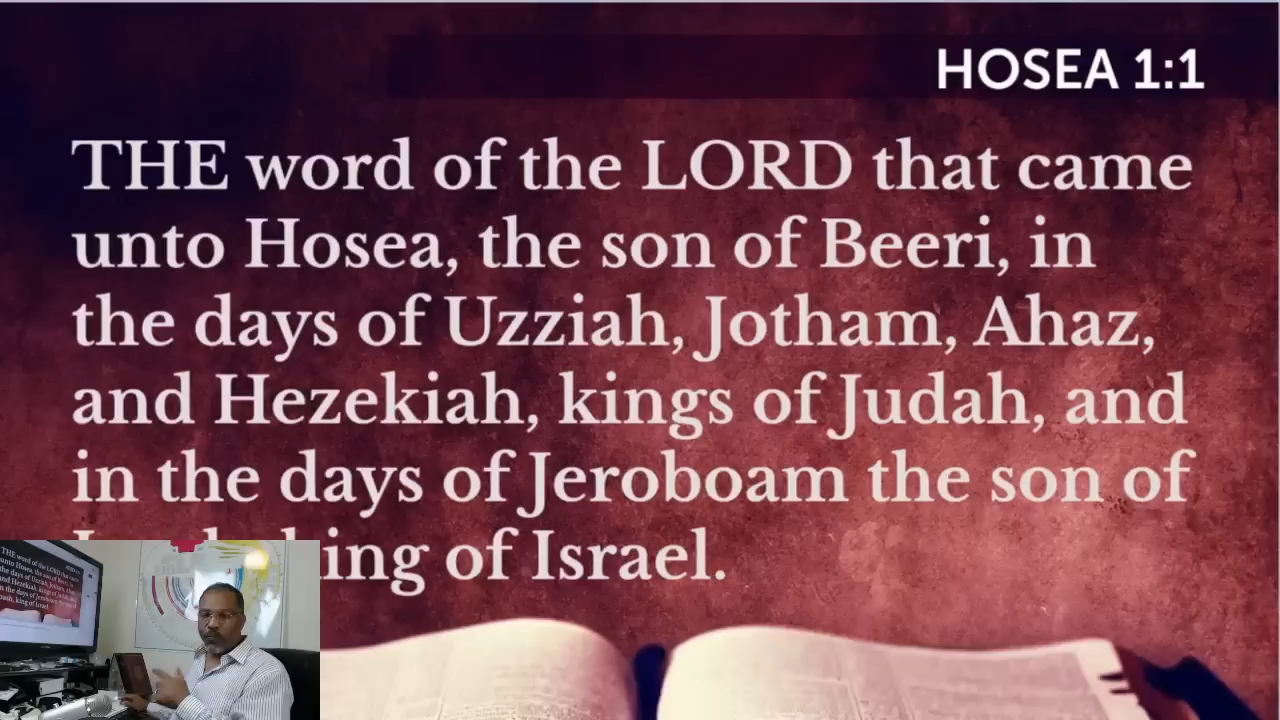 HOSEA 1:1
THE word of the LORD that came
unto Hosea, the son of Beeri, in
the days of Uzziah, Jotham, Ahaz,
and Hezekiah, kings of Judah, and
in the days of Jeroboam the son of
of Israel.